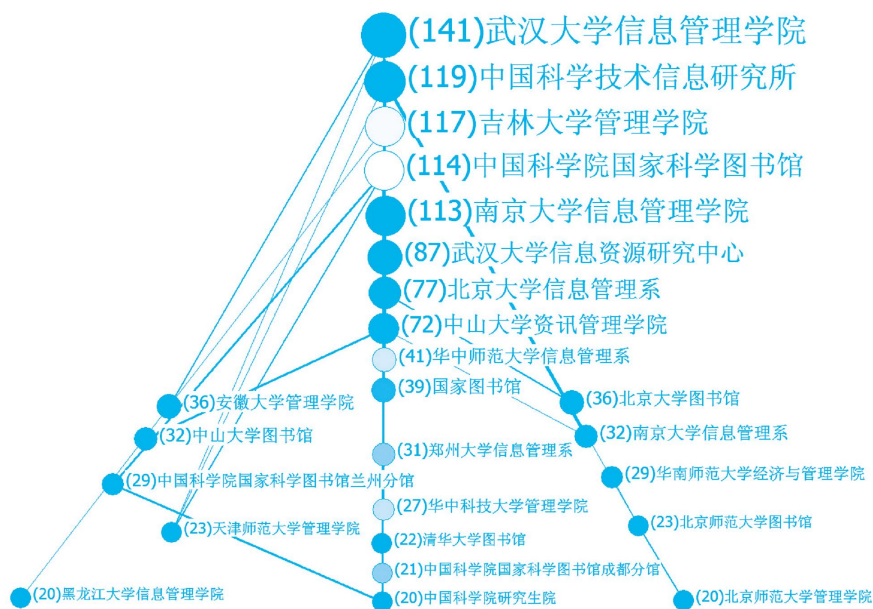 (141)武汉大学信息管理学院
(119)中国科学技术信息研究所
(117)吉林大学管理学院
(114)中国科学院国家科学图书馆
(113)南京大学信息管理学院
(87)武汉大学信息资源研究中心
(77)北京大学信息管理系
(72)中山大学资讯管理学院
(41)华中师范大学信息管理系
(39)国家图书馆
(36)安徽大学管理学院
(36)北京大学图书馆
(32)中山大学图书馆
(32)南京大学信息管理系
(31)郑州大学信息管理系
(29)中国科学院国家科学图书馆兰州分馆
(29)华南师范大学经济与管理学院
(27)华中科技大学管理学院
(23)天津师范大学管理学院
(23)北京师范大学图书馆
(22)清华大学图书馆
(21)中国科学院国家科学图书馆成都分馆
(20)黑龙江大学信息管理学院
(20)中国科学院研究生院
(20)北京师范大学管理学院